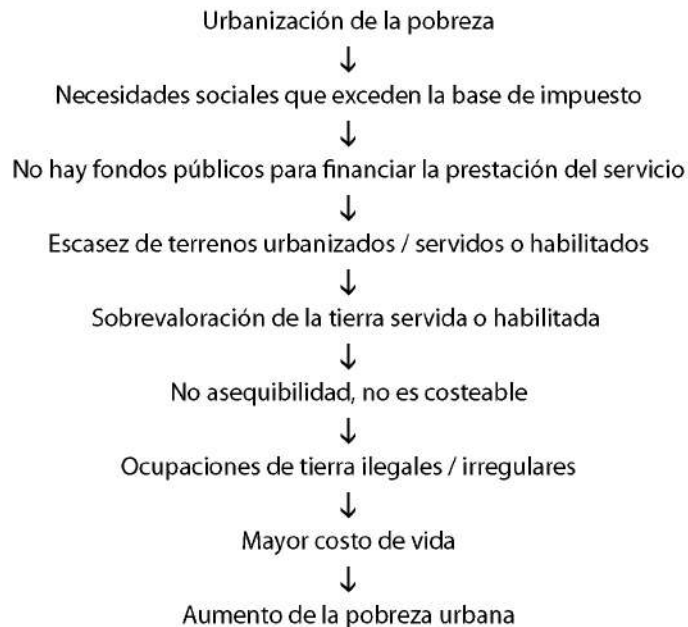 Urbanización de la pobreza
↓
Necesidades sociales que exceden la base de impuesto
↓
No hay fondos públicos para financiar la prestación del servicio
↓
Escasez de terrenos urbanizados / servidos o habilitados
↓
Sobrevaloración de la tierra servida o habilitada
↓
No asequibilidad, no es costeable
↓
Ocupaciones de tierra ilegales / irregulares
↓
Mayor costo de vida
↓
Aumento de la pobreza urbana